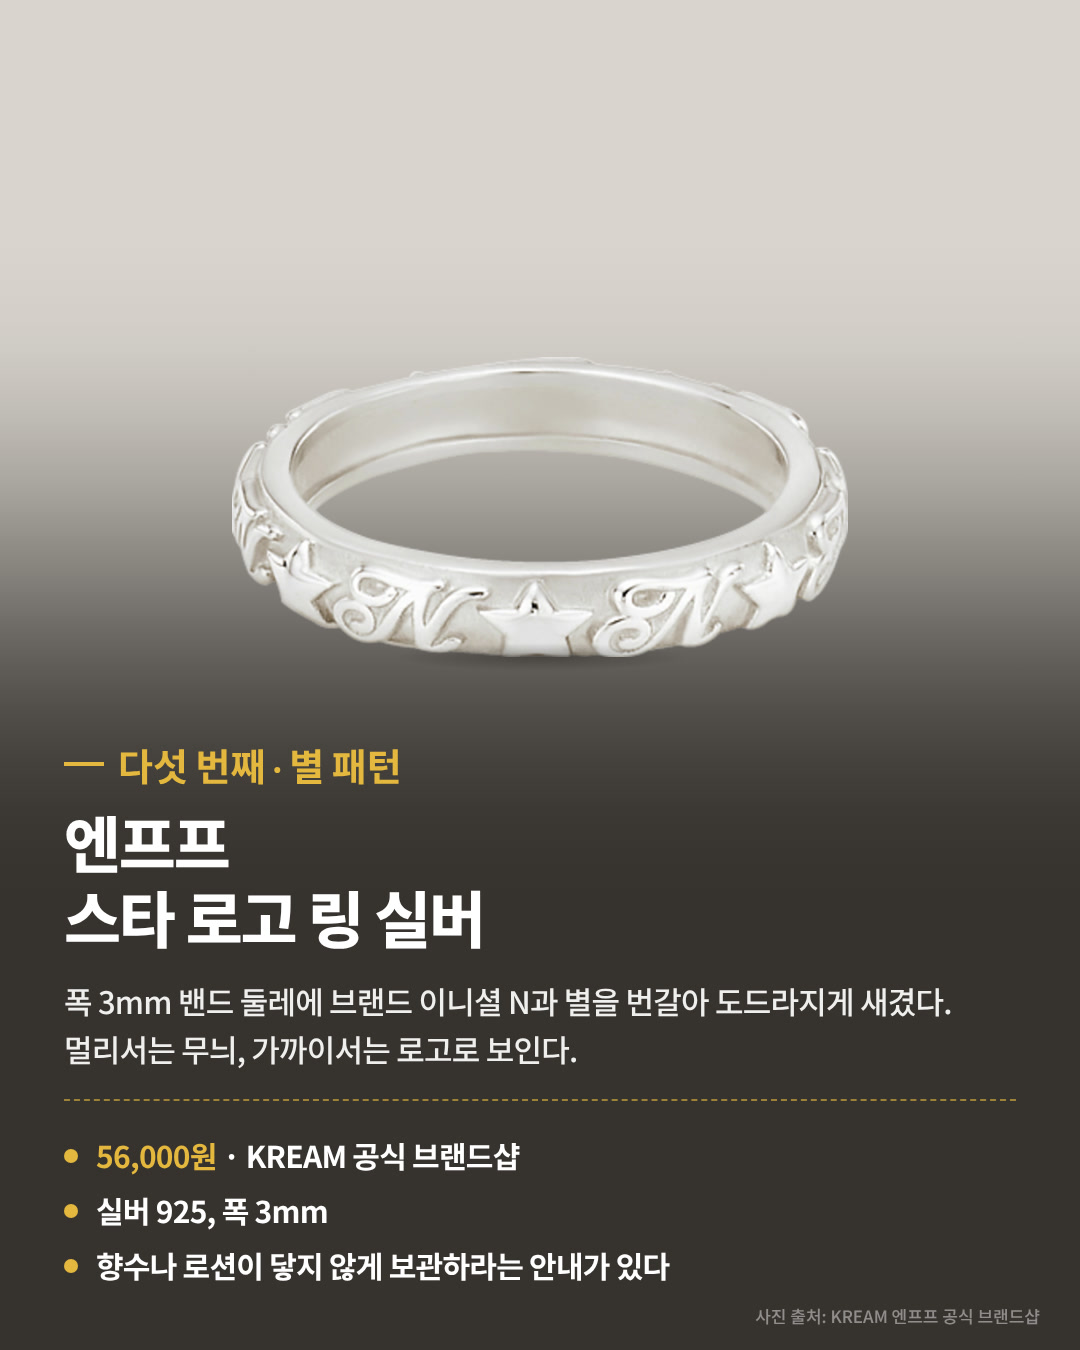 N N
다섯 번째 · 별 패턴
엔프프
스타 로고 링 실버
폭 3mm 밴드 둘레에 브랜드 이니셜 N과 별을 번갈아 도드라지게 새겼다.
멀리서는 무늬, 가까이서는 로고로 보인다.
56,000원 · KREAM 공식 브랜드샵
실버 925, 폭 3mm
향수나 로션이 닿지 않게 보관하라는 안내가 있다
사진 출처: KREAM 엔프프 공식 브랜드샵